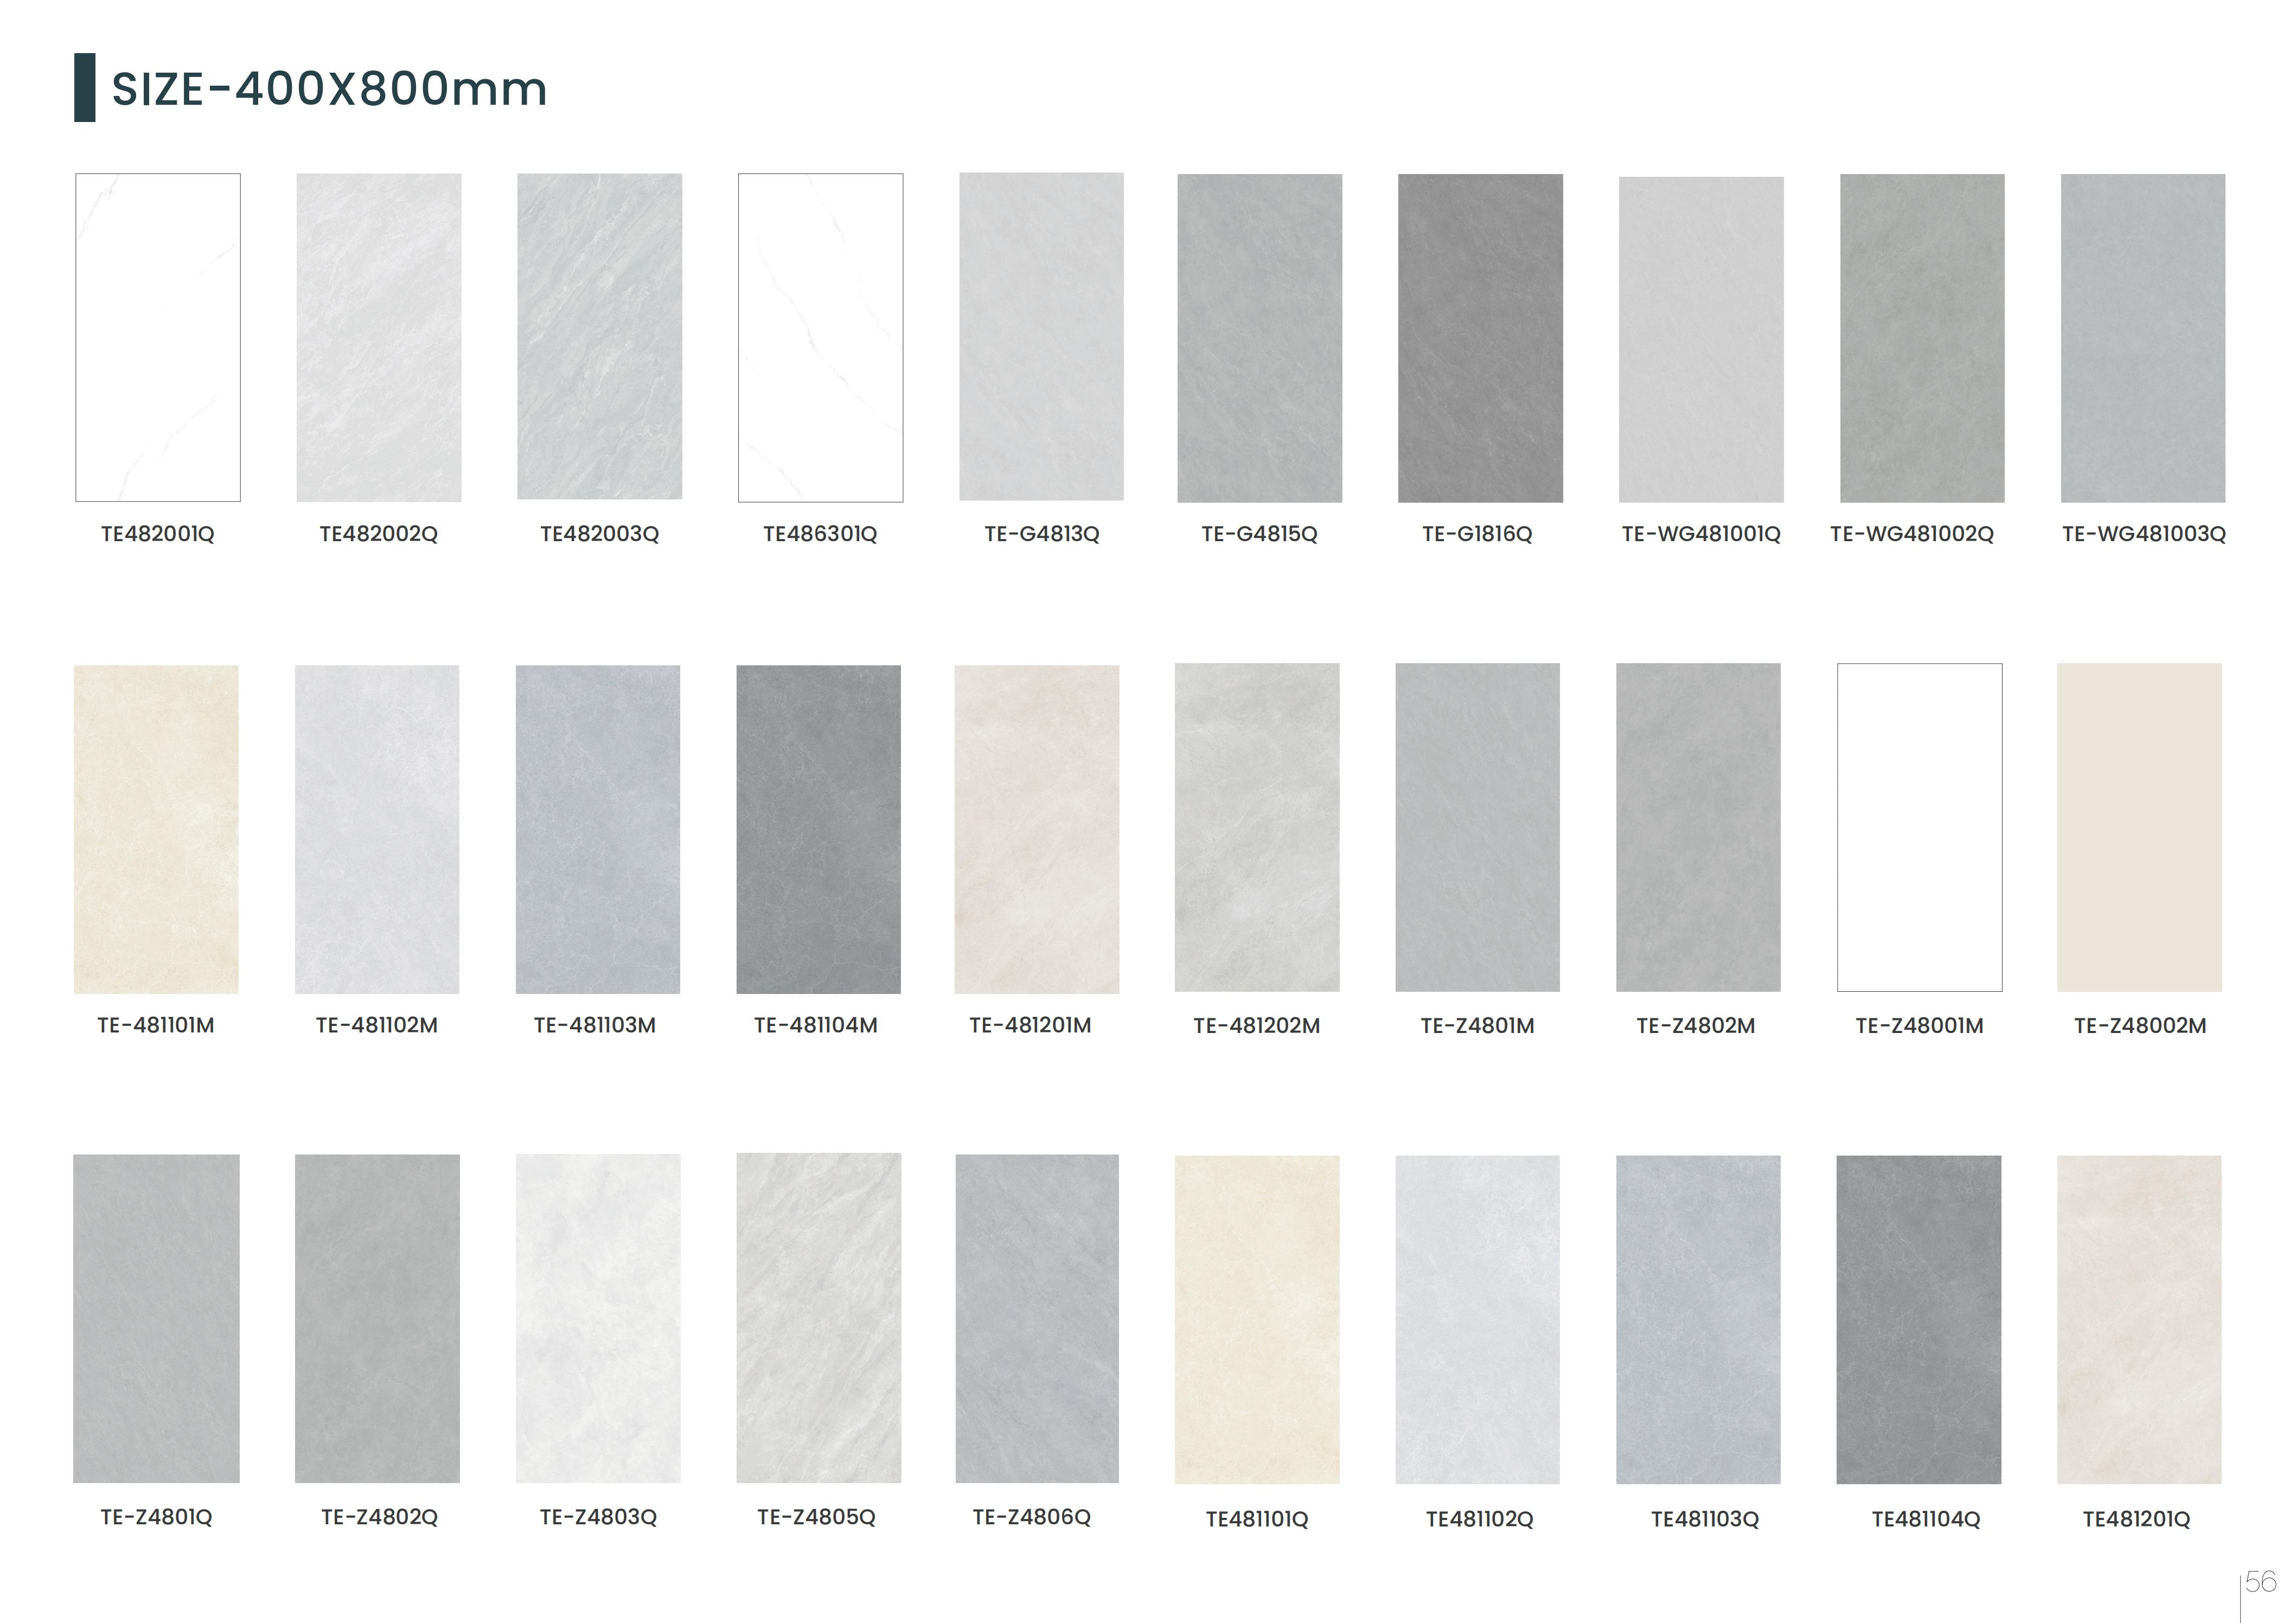 SIZE-400X800mm
TE482001Q TE482002Q TE482003Q TE486301Q TE-G4813Q TE-G4815Q TE-G1816Q TE-WG481001Q TE-WG481002Q TE-WG481003Q
TE-481101M TE-481102M TE-481103M TE-481104M TE-481201M TE-481202M TE-Z4801M TE-Z4802M TE-Z48001M TE-Z48002M
TE-Z4801Q TE-Z4802Q TE-Z4803Q TE-Z4805Q TE-Z4806Q TE481101Q TE481102Q TE481103Q TE481104Q TE481201Q
56